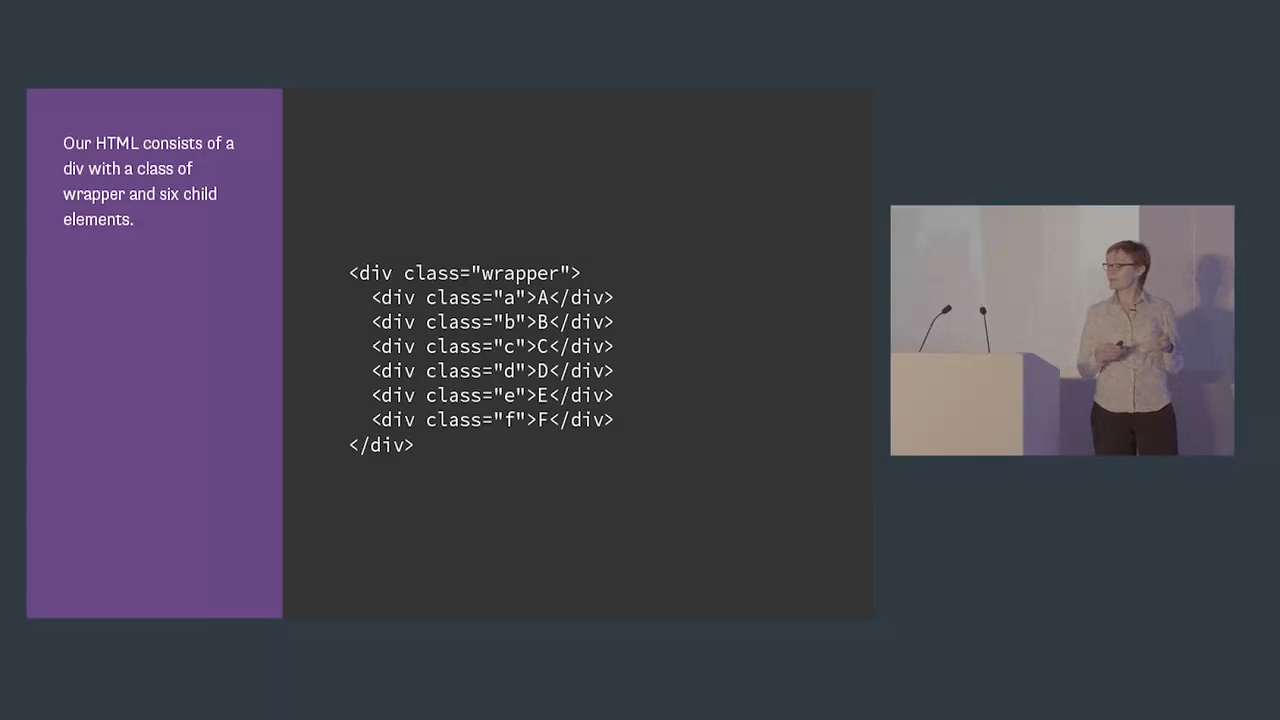 Our HTML consists of a
div with a class of
wrapper and six child
elements.
<div class="wrapper">
  <div class="a">A</div>
  <div class="b">B</div>
  <div class="c">C</div>
  <div class="d">D</div>
  <div class="e">E</div>
  <div class="f">F</div>
</div>